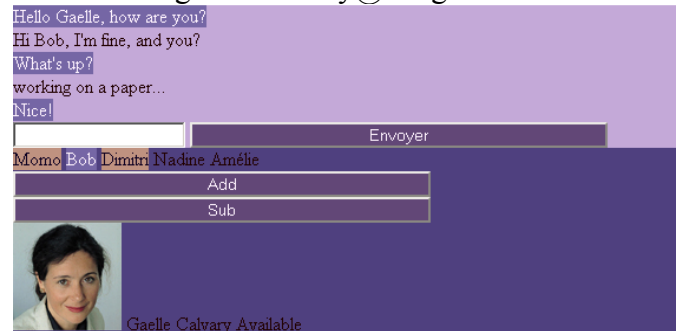 Hello Gaelle, how are you?
Hi Bob, I'm fine, and you?
What's up?
working on a paper...
Nice!
Envoyer
Momo Bob Dimitri Nadine Amélie
Add
Sub
Gaelle Calvary Available